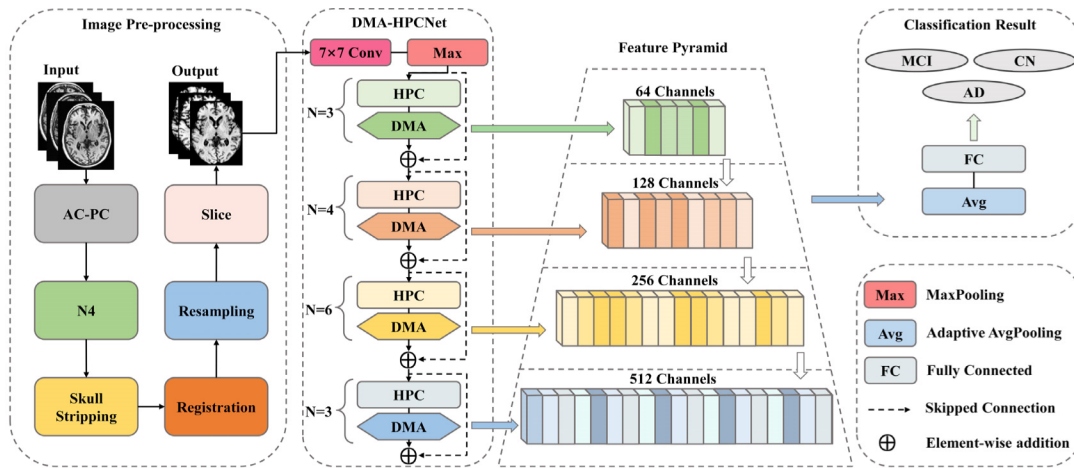 Image Pre-processing
Input
Output
AC-PC
Slice
N4
Resampling
Skull
Stripping
Registration
DMA-HPCNet
7×7 Conv
Max
HPC
N=3
DMA
HPC
N=4
DMA
HPC
N=6
DMA
HPC
N=3
DMA
Feature Pyramid
64 Channels
128 Channels
256 Channels
512 Channels
Classification Result
MCI
CN
AD
FC
Avg
Max MaxPooling
Avg Adaptive AvgPooling
FC Fully Connected
Skipped Connection
Element-wise addition